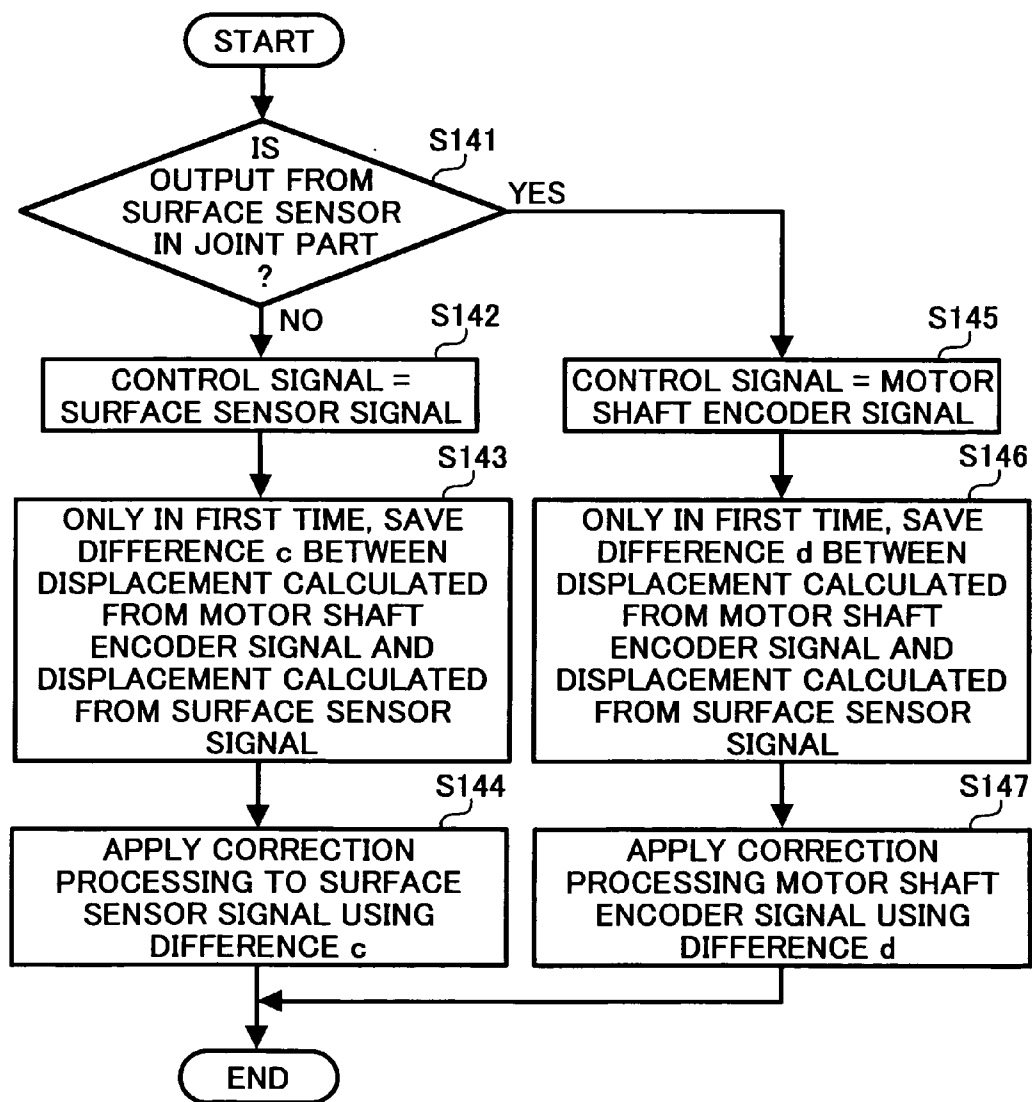 START
IS
OUTPUT FROM
SURFACE SENSOR
IN JOINT PART
?
S141
YES
NO
S142
CONTROL SIGNAL =
SURFACE SENSOR SIGNAL
S143
ONLY IN FIRST TIME, SAVE
DIFFERENCE c BETWEEN
DISPLACEMENT CALCULATED
FROM MOTOR SHAFT
ENCODER SIGNAL AND
DISPLACEMENT CALCULATED
FROM SURFACE SENSOR
SIGNAL
S144
APPLY CORRECTION
PROCESSING TO SURFACE
SENSOR SIGNAL USING
DIFFERENCE c
S145
CONTROL SIGNAL = MOTOR
SHAFT ENCODER SIGNAL
S146
ONLY IN FIRST TIME, SAVE
DIFFERENCE d BETWEEN
DISPLACEMENT CALCULATED
FROM MOTOR SHAFT
ENCODER SIGNAL AND
DISPLACEMENT CALCULATED
FROM SURFACE SENSOR
SIGNAL
S147
APPLY CORRECTION
PROCESSING MOTOR SHAFT
ENCODER SIGNAL USING
DIFFERENCE d
END